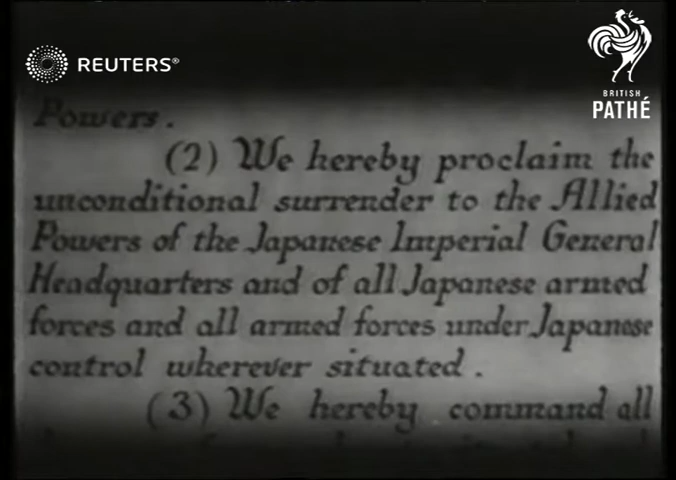 REUTERS®
BRITISH
PATHÉ
Powers.
(2) We hereby proclaim the
unconditional surrender to the Allied
Powers of the Japanese Imperial General
Headquarters and of all Japanese armed
forces and all armed forces under Japanese
control wherever situated.
(3) We hereby command all